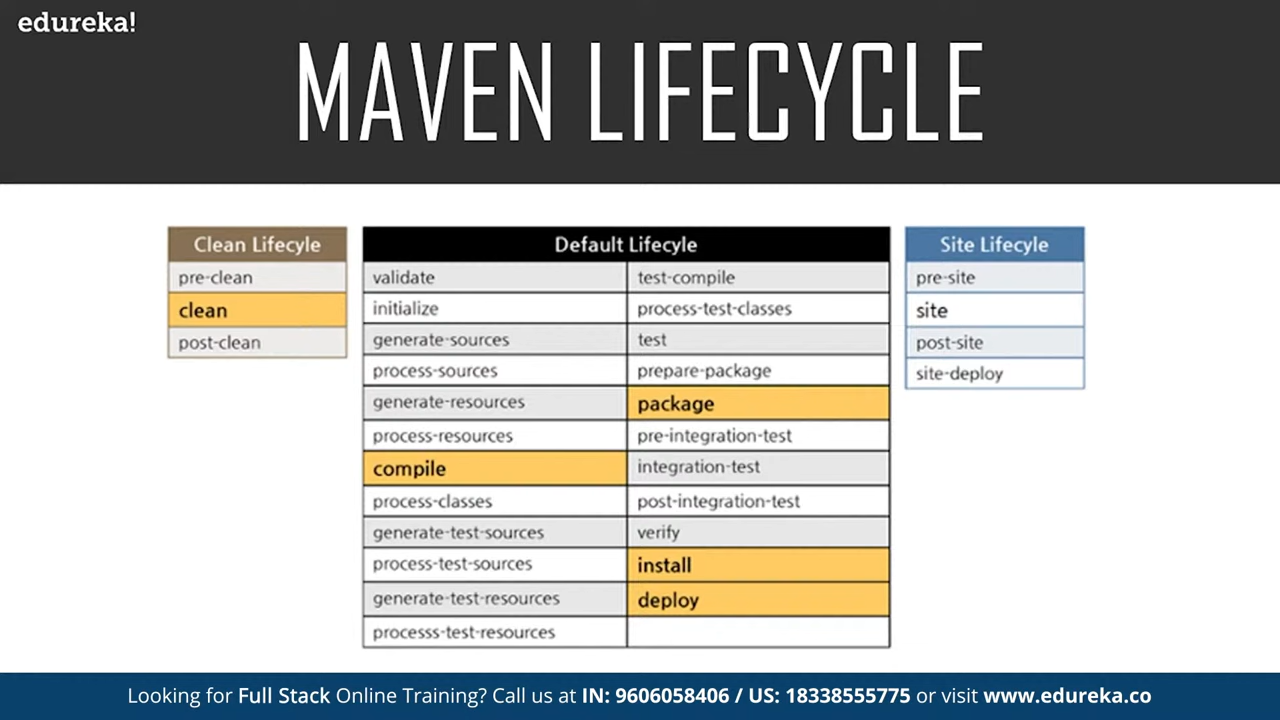 edureka!
MAVEN LIFECYCLE
Clean Lifecyle
pre-clean
clean
post-clean
Default Lifecyle
validate
initialize
generate-sources
process-sources
generate-resources
process-resources
compile
process-classes
generate-test-sources
process-test-sources
generate-test-resources
processs-test-resources
test-compile
process-test-classes
test
prepare-package
package
pre-integration-test
integration-test
post-integration-test
verify
install
deploy
Site Lifecyle
pre-site
site
post-site
site-deploy
Looking for Full Stack Online Training? Call us at IN: 9606058406 / US: 18338555775 or visit www.edureka.co